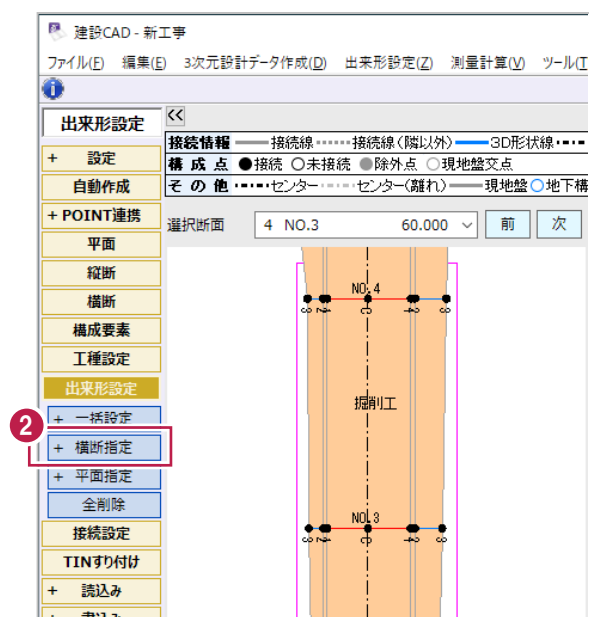 建設CAD - 新工事
ファイル(F) 編集(E) 3次元設計データ作成(D) 出来形設定(Z) 測量計算(V) ツール(T
出来形設定
<<
接続情報 接続線 接続線(隣以外) 3D形状線
構成点 接続 未接続 除外点 現地盤交点
その他 センター センター(離れ) 現地盤 地下構
選択断面 4 NO.3 60.000 前 次
+ 設定
自動作成
+ POINT連携
平面
縦断
横断
構成要素
工種設定
出来形設定
+ 一括設定
2
+ 横断指定
+ 平面指定
全削除
接続設定
TINすり付け
+ 読込み
NO.4
掘削工
NO.3